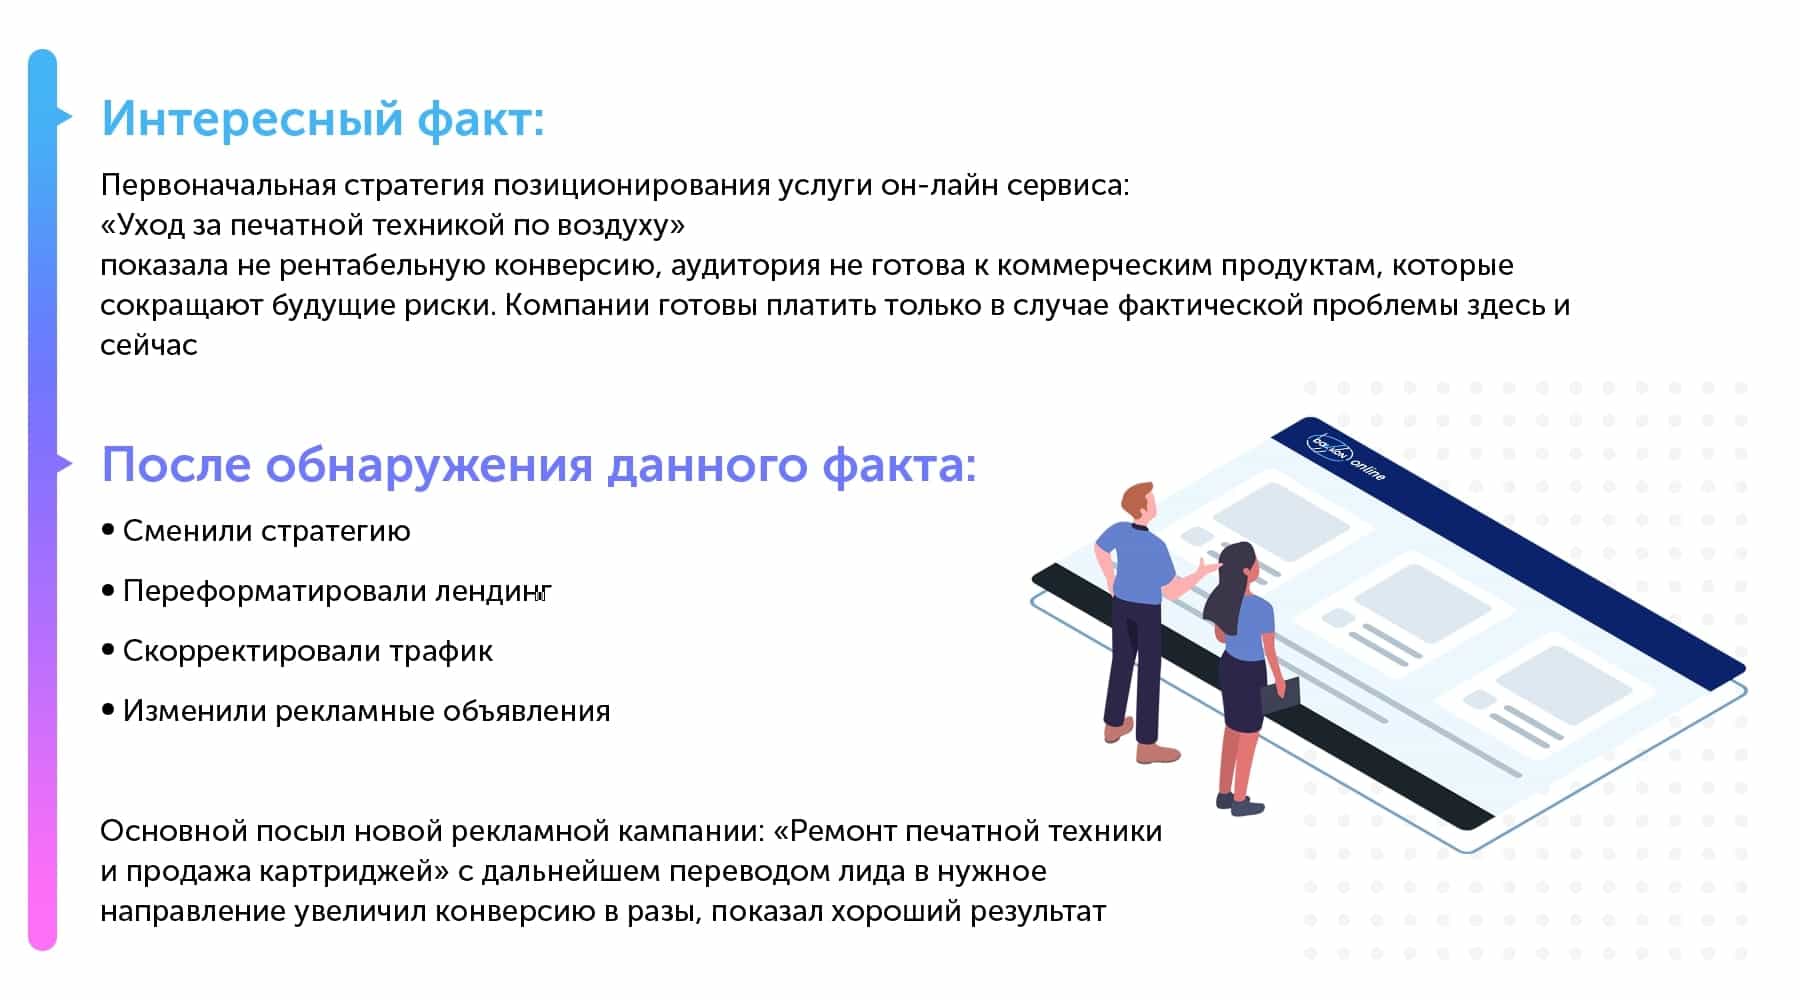 Интересный факт:
Первоначальная стратегия позиционирования услуги он-лайн сервиса:
«Уход за печатной техникой по воздуху»
показала не рентабельную конверсию, аудитория не готова к коммерческим продуктам, которые
сокращают будущие риски. Компании готовы платить только в случае фактической проблемы здесь и
сейчас
После обнаружения данного факта:
• Сменили стратегию
• Переформатировали лендинг
• Скорректировали трафик
• Изменили рекламные объявления
online
Основной посыл новой рекламной кампании: «Ремонт печатной техники
и продажа картриджей» с дальнейшем переводом лида в нужное
направление увеличил конверсию в разы, показал хороший результат